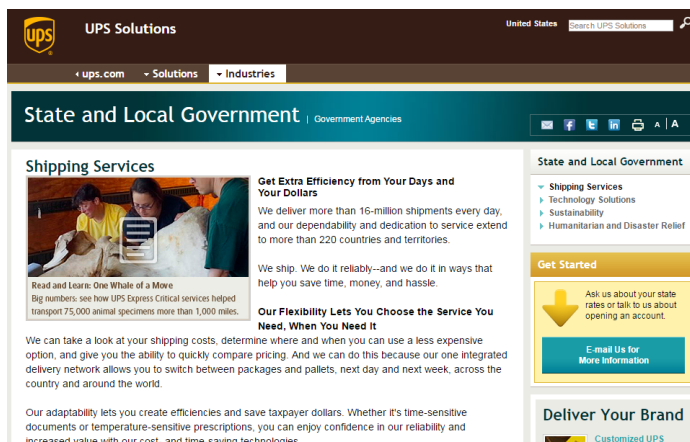 ups
UPS Solutions
United States
Search UPS Solutions
ups.com
Solutions
Industries
State and Local Government | Government Agencies
A | A
Shipping Services
Read and Learn: One Whale of a Move
Big numbers: see how UPS Express Critical services helped
transport 75,000 animal specimens more than 1,000 miles.
Get Extra Efficiency from Your Days and
Your Dollars
We deliver more than 16-million shipments every day,
and our dependability and dedication to service extend
to more than 220 countries and territories.
We ship. We do it reliably--and we do it in ways that
help you save time, money, and hassle.
Our Flexibility Lets You Choose the Service You
Need, When You Need It
We can take a look at your shipping costs, determine where and when you can use a less expensive
option, and give you the ability to quickly compare pricing. And we can do this because our one integrated
delivery network allows you to switch between packages and pallets, next day and next week, across the
country and around the world.
Our adaptability lets you create efficiencies and save taxpayer dollars. Whether it's time-sensitive
documents or temperature-sensitive prescriptions, you can enjoy confidence in our reliability and
increased value with our cost- and time-saving technologies.
State and Local Government
Shipping Services
Technology Solutions
Sustainability
Humanitarian and Disaster Relief
Get Started
Ask us about your state
rates or talk to us about
opening an account.
E-mail Us for
More Information
Deliver Your Brand
Customized UPS